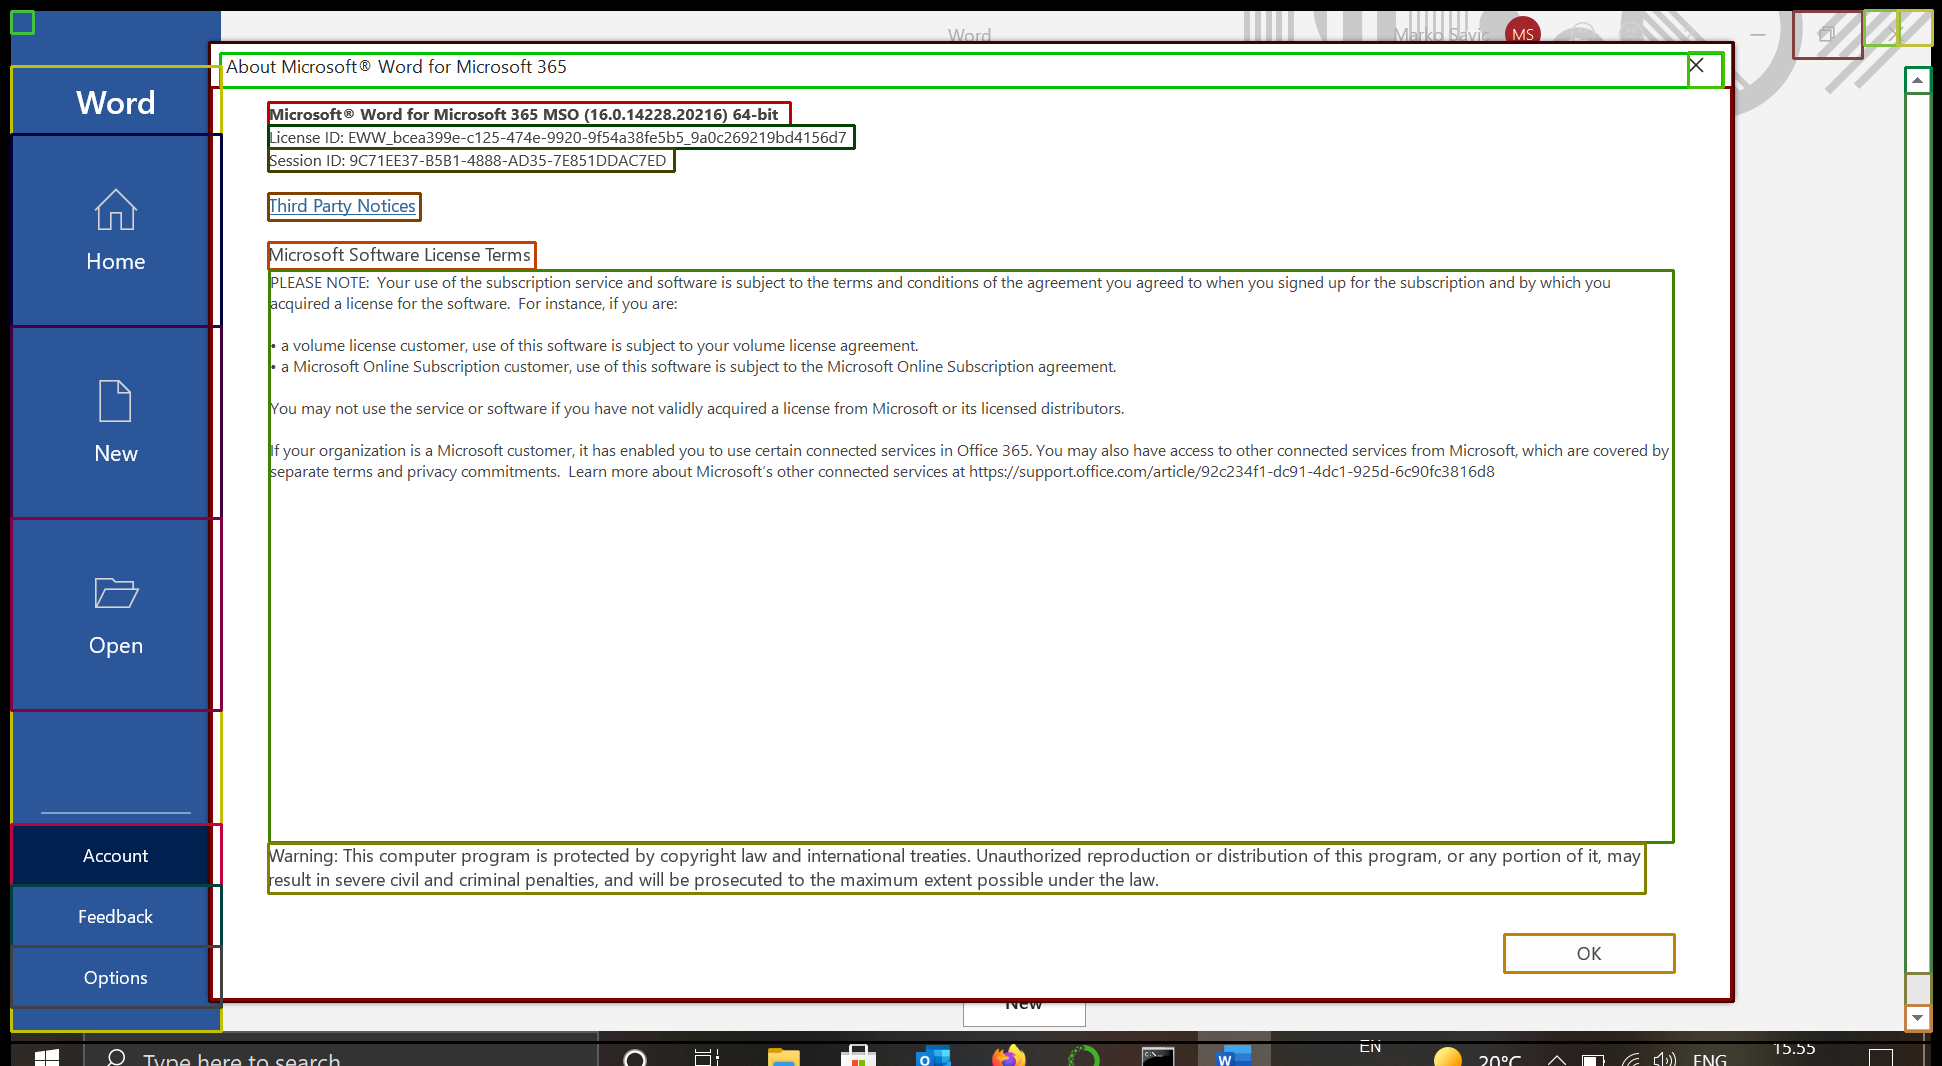 Word
Marko Savic
MS
About Microsoft® Word for Microsoft 365
Word
Home
New
Open
Account
Feedback
Options
Microsoft® Word for Microsoft 365 MSO (16.0.14228.20216) 64-bit
License ID: EWW_bcea399e-c125-474e-9920-9f54a38fe5b5_9a0c269219bd4156d7
Session ID: 9C71EE37-B5B1-4888-AD35-7E851DDAC7ED
Third Party Notices
Microsoft Software License Terms
PLEASE NOTE:  Your use of the subscription service and software is subject to the terms and conditions of the agreement you agreed to when you signed up for the subscription and by which you
acquired a license for the software.  For instance, if you are:
• a volume license customer, use of this software is subject to your volume license agreement.
• a Microsoft Online Subscription customer, use of this software is subject to the Microsoft Online Subscription agreement.
You may not use the service or software if you have not validly acquired a license from Microsoft or its licensed distributors.
If your organization is a Microsoft customer, it has enabled you to use certain connected services in Office 365. You may also have access to other connected services from Microsoft, which are covered by
separate terms and privacy commitments.  Learn more about Microsoft's other connected services at https://support.office.com/article/92c234f1-dc91-4dc1-925d-6c90fc3816d8
Warning: This computer program is protected by copyright law and international treaties. Unauthorized reproduction or distribution of this program, or any portion of it, may
result in severe civil and criminal penalties, and will be prosecuted to the maximum extent possible under the law.
OK
New
Type here to search
EN
20°C
ENG
15.55